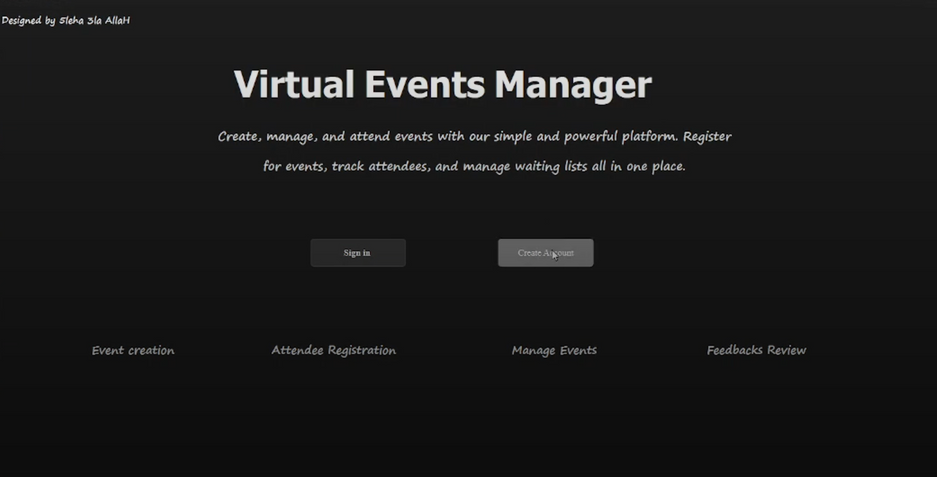 Designed by 5leha 3la AllaH
Virtual Events Manager
Create, manage, and attend events with our simple and powerful platform. Register
for events, track attendees, and manage waiting lists all in one place.
Sign in
Create Account
Event creation
Attendee Registration
Manage Events
Feedbacks Review